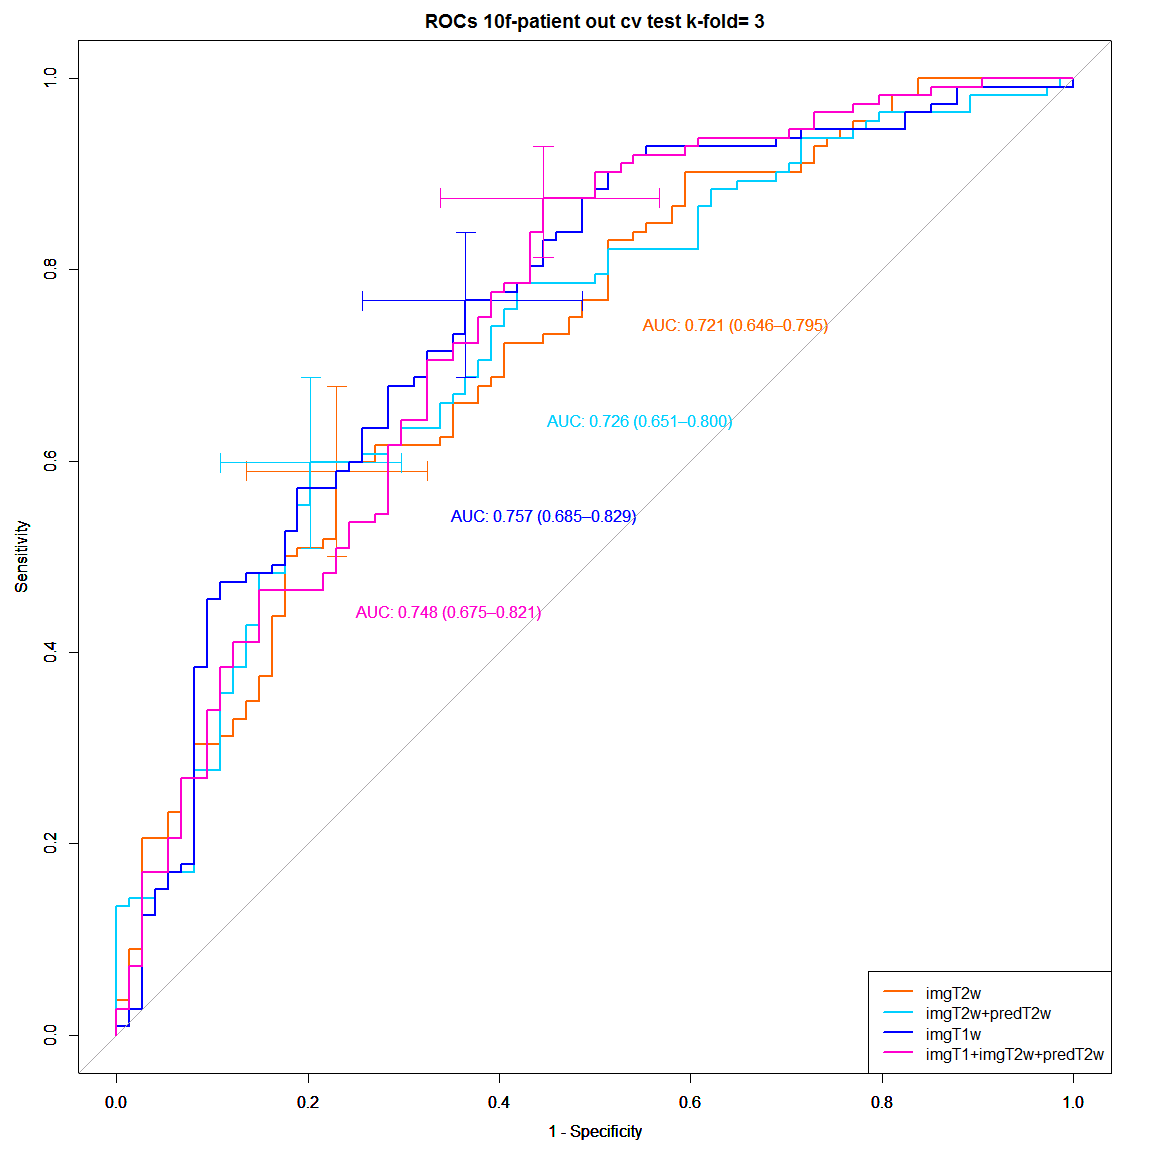 ROCs 10f-patient out cv test k-fold= 3
1.0
0.8
0.6
0.4
0.2
0.0
Sensitivity
AUC: 0.721 (0.646–0.795)
AUC: 0.726 (0.651–0.800)
AUC: 0.757 (0.685–0.829)
AUC: 0.748 (0.675–0.821)
imgT2w
imgT2w+predT2w
imgT1w
imgT1+imgT2w+predT2w
0.0 0.2 0.4 0.6 0.8 1.0
1 - Specificity